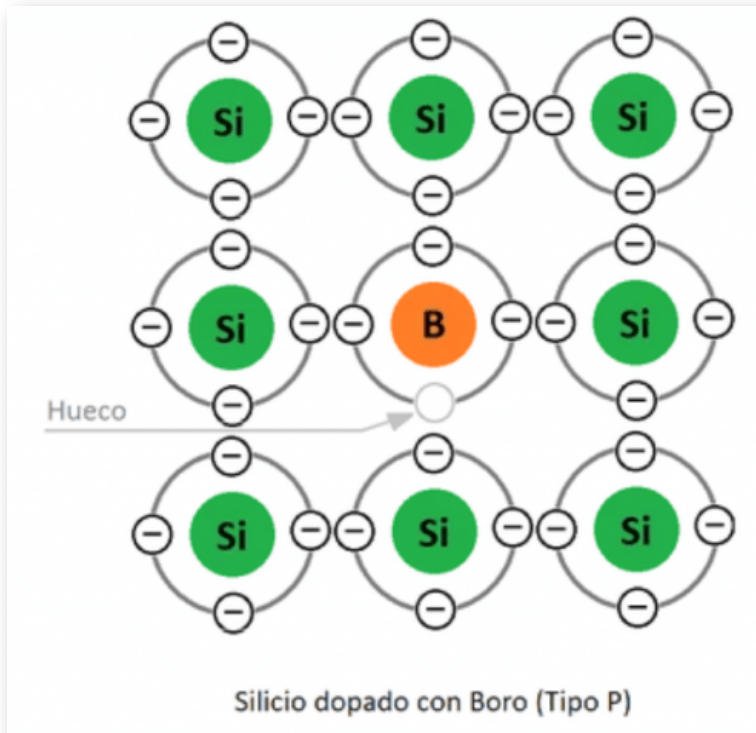 Si Si Si
Si B Si
Hueco
Si Si Si
Silicio dopado con Boro (Tipo P)